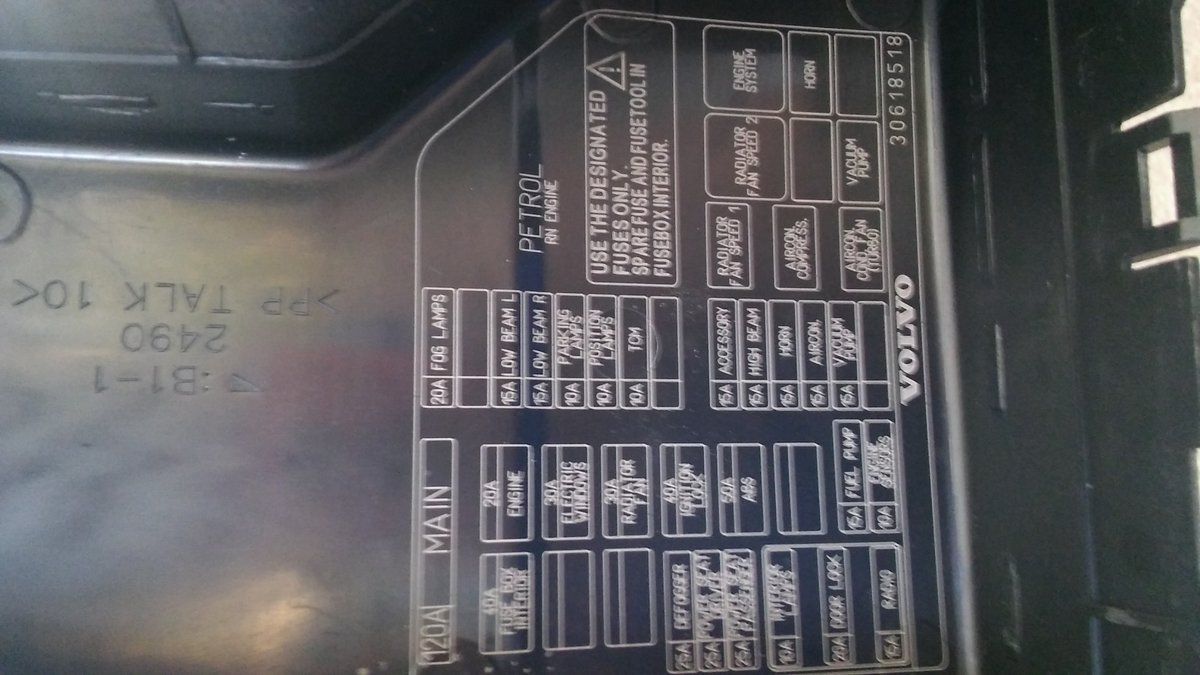 >PP TALK 10<
2490
:B1-1
120A MAIN
40A
FUSE BOX
INTERIOR
20A
ENGINE
30A
ELECTRIC
WINDOWS
30A
RADIATOR
FAN
40A
IGNITION
LOCK
50A
ABS
25A DEFOGGER
25A POWER SEAT
DRIVER
25A POWER SEAT
PASSENGER
10A INTERIOR
LAMPS
20A DOOR LOCK
15A RADIO
15A FUEL PUMP
10A ENGINE
SENSORS
20A FOG LAMPS
15A LOW BEAM L
15A LOW BEAM R
10A PARKING
LAMPS
10A POSITION
LAMPS
10A TCM
15A ACCESSORY
15A HIGH BEAM
15A HORN
15A AIRCON.
15A VACUUM
PUMP
PETROL
RN ENGINE
USE THE DESIGNATED
FUSES ONLY.
SPARE FUSE AND FUSETOOL IN
FUSEBOX INTERIOR.
RADIATOR
FAN SPEED 1
RADIATOR
FAN SPEED 2
ENGINE
SYSTEM
AIRCON.
COMPRESS.
HORN
AIRCON.
COND. FAN
(TURBO)
VACUUM
PUMP
VOLVO
30618518